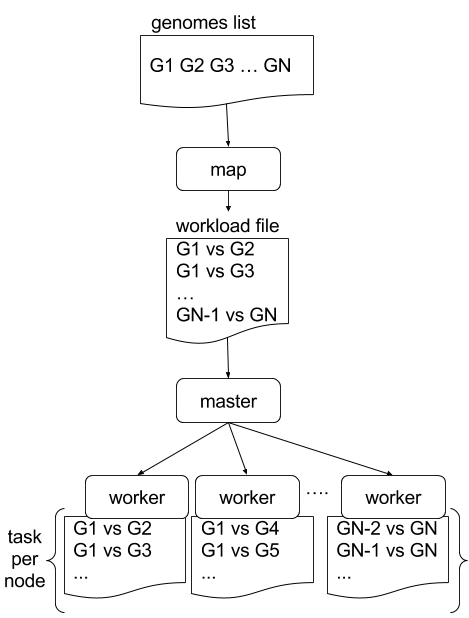 genomes list
G1 G2 G3 … GN
map
workload file
G1 vs G2
G1 vs G3
…
GN-1 vs GN
master
worker
worker
....
worker
task
per
node
G1 vs G2
G1 vs G3
...
G1 vs G4
G1 vs G5
...
GN-2 vs GN
GN-1 vs GN
...